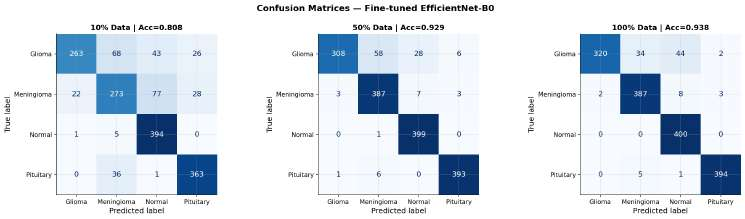 Confusion Matrices — Fine-tuned EfficientNet-B0
10% Data | Acc=0.808
True label
Glioma 263 68 43 26
Meningioma 22 273 77 28
Normal 1 5 394 0
Pituitary 0 36 1 363
Glioma Meningioma Normal Pituitary
Predicted label
50% Data | Acc=0.929
True label
Glioma 308 58 28 6
Meningioma 3 387 7 3
Normal 0 1 399 0
Pituitary 1 6 0 393
Glioma Meningioma Normal Pituitary
Predicted label
100% Data | Acc=0.938
True label
Glioma 320 34 44 2
Meningioma 2 387 8 3
Normal 0 0 400 0
Pituitary 0 5 1 394
Glioma Meningioma Normal Pituitary
Predicted label